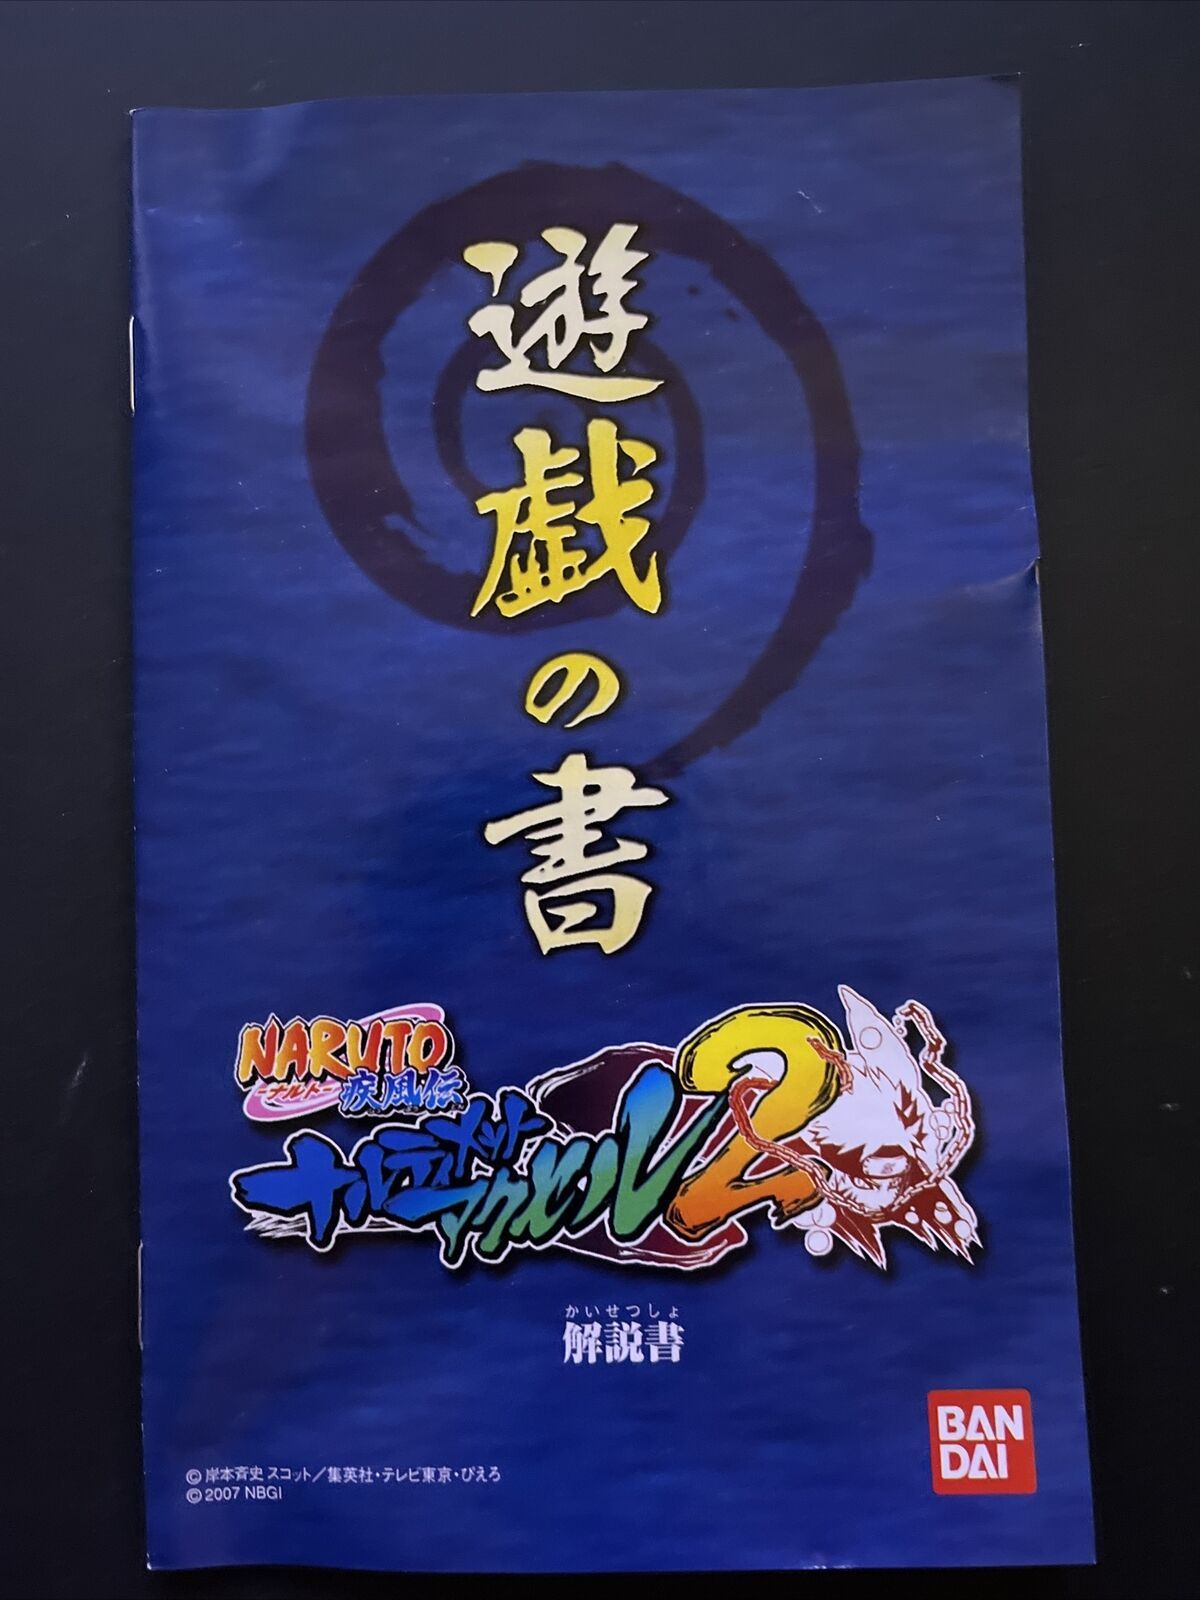 遊戯の書
NARUTO
-ナルト-
疾風伝
ナルティメット
アクセル2
かいせつしょ
解説書
BAN
DAI
©岸本斉史 スコット/集英社・テレビ東京・ぴえろ
©2007 NBGI